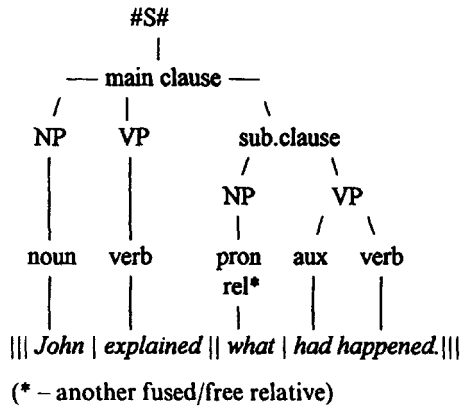 #S#
main clause
NP VP sub.clause
NP VP
noun verb pron aux verb
rel*
||| John | explained || what | had happened.|||
(* – another fused/free relative)